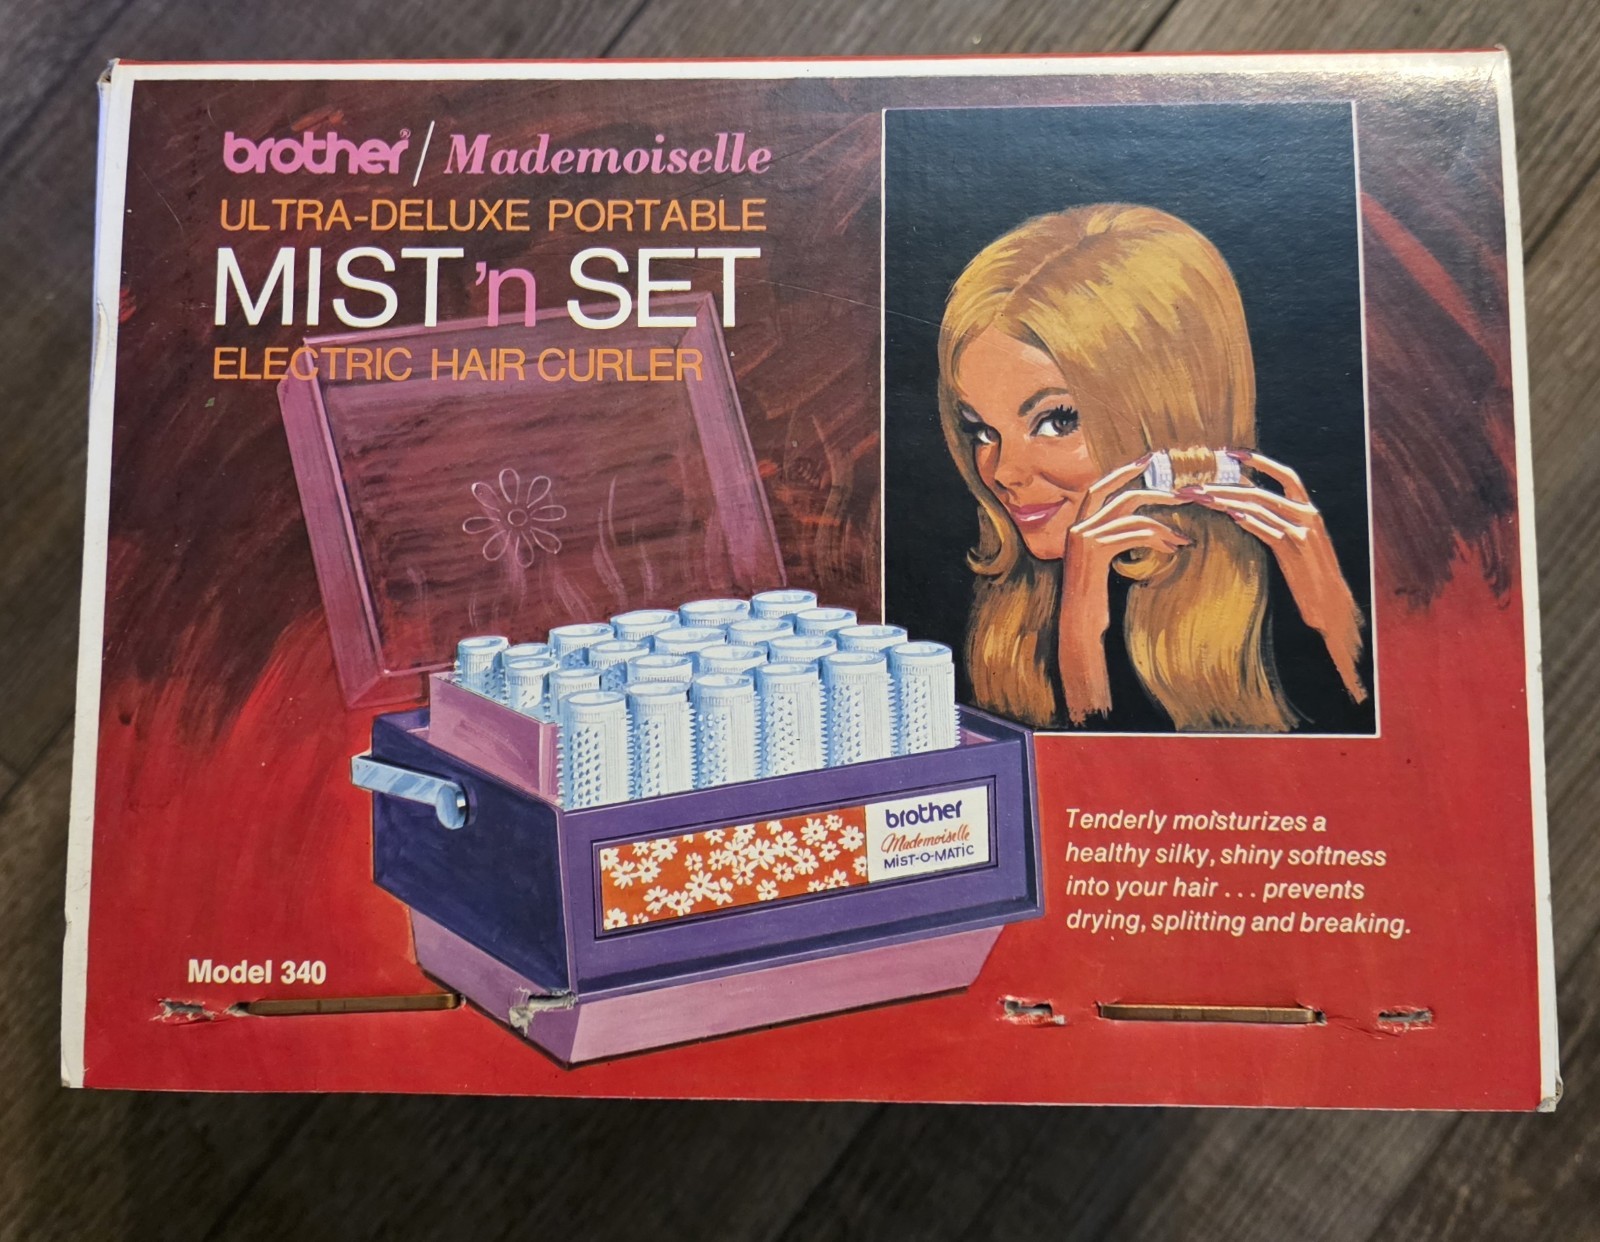 brother® / Mademoiselle
ULTRA-DELUXE PORTABLE
MIST 'n SET
ELECTRIC HAIR CURLER
brother
Mademoiselle
MIST-O-MATIC
Tenderly moisturizes a
healthy silky, shiny softness
into your hair . . . prevents
drying, splitting and breaking.
Model 340